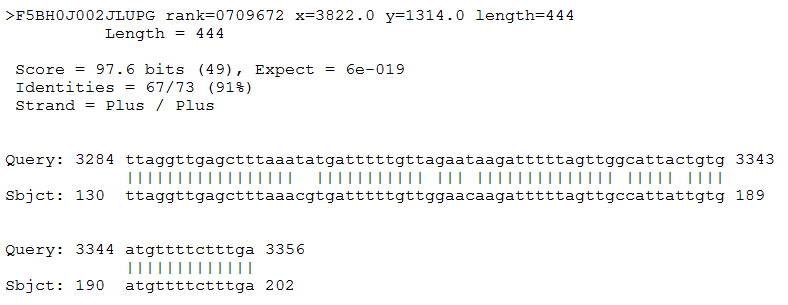 >F5BH0J002JLUPG rank=0709672 x=3822.0 y=1314.0 length=444
Length = 444
Score = 97.6 bits (49), Expect = 6e-019
Identities = 67/73 (91%)
Strand = Plus / Plus
Query: 3284 ttaggttgagctttaaatatgatttttgttagaataagatttttagttggcattactgtg 3343
||||||||||||||||| ||||||||||| ||| |||||||||||||| ||||| ||||
Sbjct: 130 ttaggttgagctttaaacgtgatttttgttggaacaagatttttagttgccattattgtg 189
Query: 3344 atgttttctttga 3356
|||||||||||||
Sbjct: 190 atgttttctttga 202